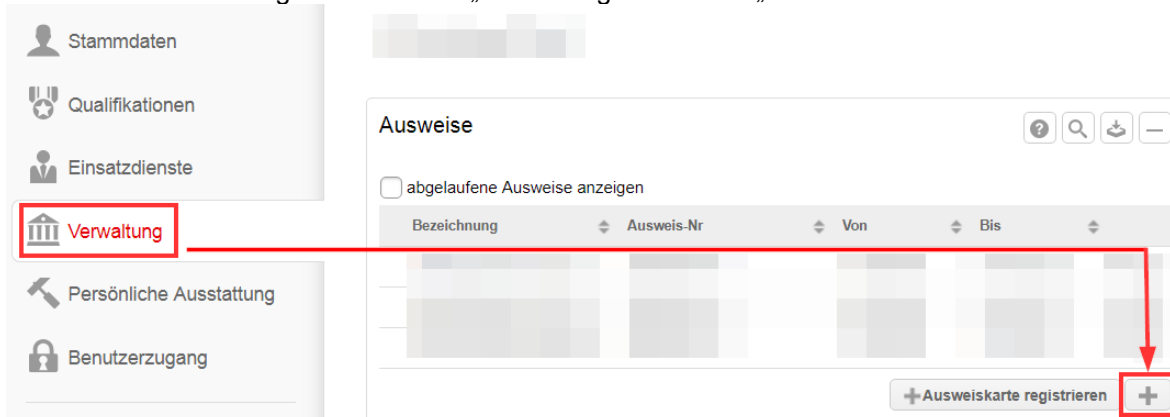 Stammdaten
Qualifikationen
Ausweise
Einsatzdienste
abgelaufene Ausweise anzeigen
Verwaltung
Bezeichnung Ausweis-Nr Von Bis
Persönliche Ausstattung
Benutzerzugang
Ausweiskarte registrieren